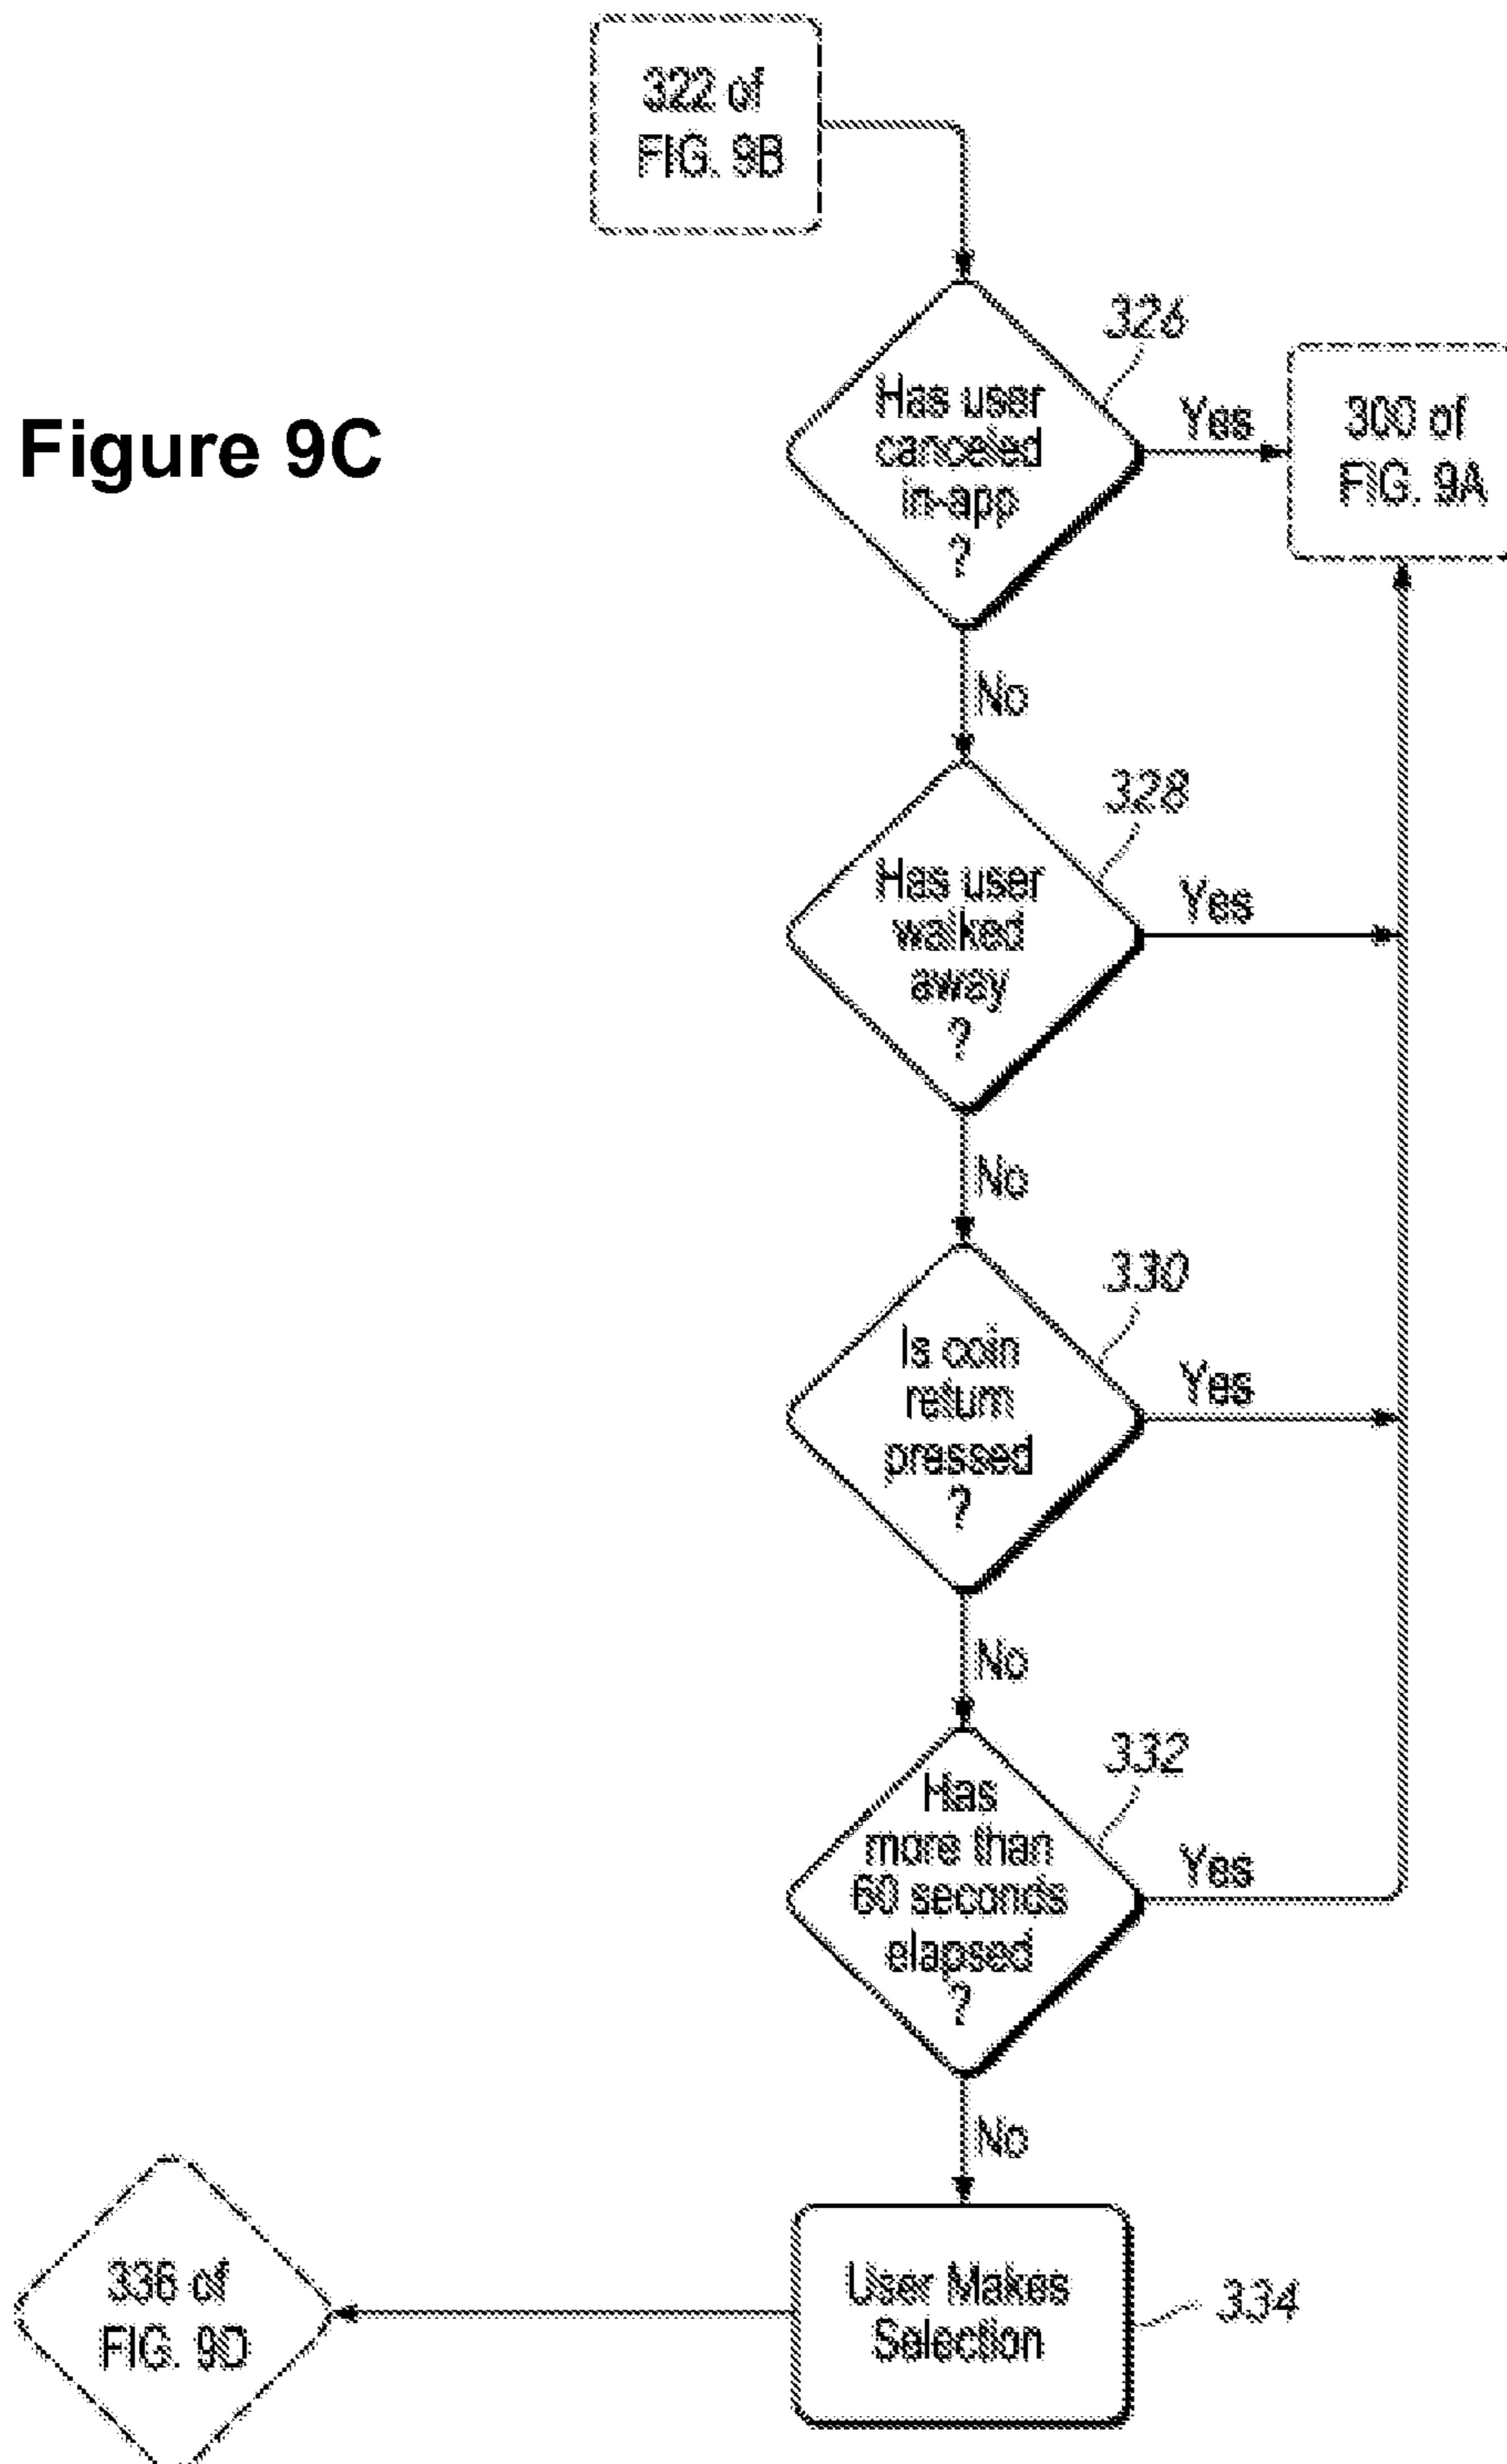 322 of
FIG. 9B
Figure 9C
326
Has user
canceled
in-app
?
Yes
300 of
FIG. 9A
No
328
Has user
walked
away
?
Yes
No
330
Is coin
return
pressed
?
Yes
No
332
Has
more than
60 seconds
elapsed
?
Yes
No
336 of
FIG. 9D
User Makes
Selection
334